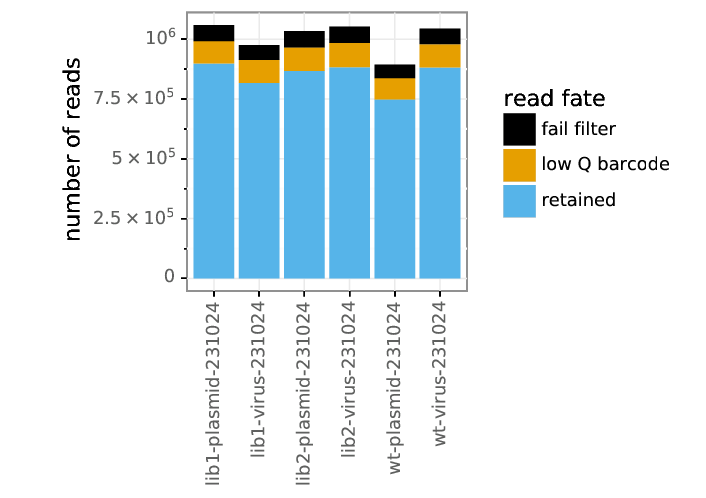 number of reads
10⁶
7.5 × 10⁵
5 × 10⁵
2.5 × 10⁵
0
lib1-plasmid-231024
lib1-virus-231024
lib2-plasmid-231024
lib2-virus-231024
wt-plasmid-231024
wt-virus-231024
read fate
fail filter
low Q barcode
retained